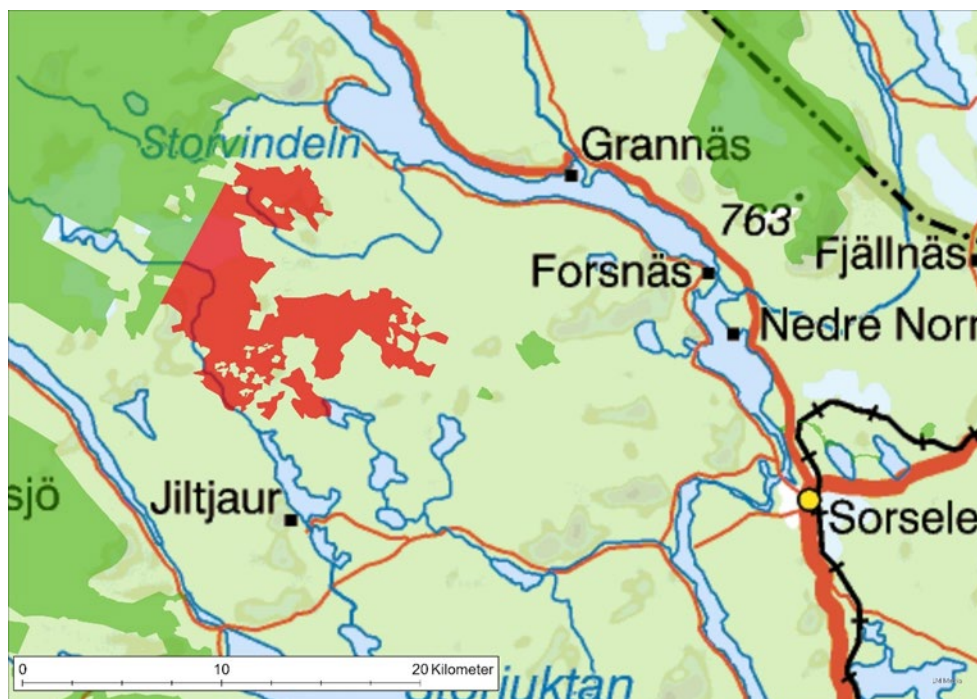 Storvindeln
Grannäs
763
Fjällnäs
Forsnäs
Nedre Norr
sjö
Jiltjaur
Sorsele
0 10 20 Kilometer